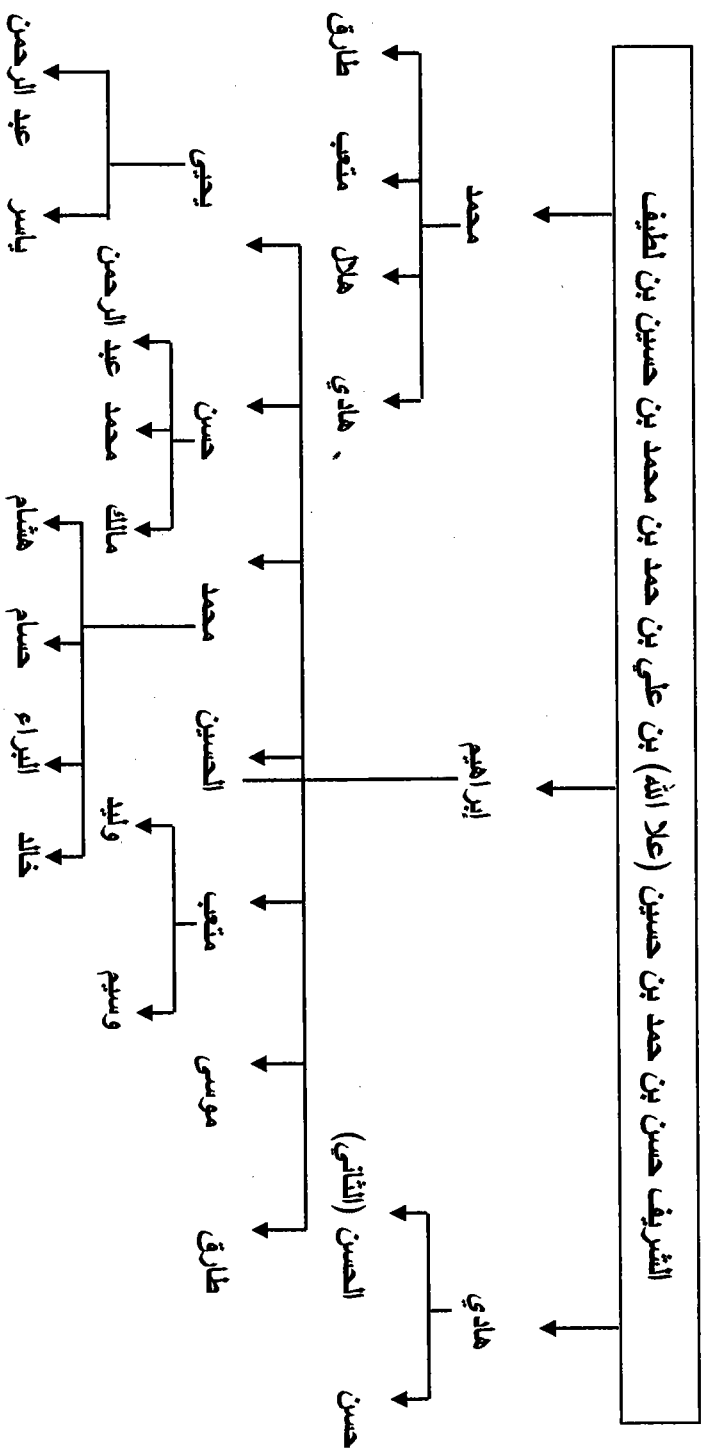 الشريف حسن بن حمد بن حسين (علا الله) بن علي بن حمد بن محمد بن حسين بن لطيف
هادي
إبراهيم
محمد
حسن
الحسن (الثاني)
هادي
هلال
متعب
طارق
طارق
موسى
متعب
الحسين
محمد
حسن
يحيى
وسيم
وليد
مالك
محمد
عبد الرحمن
خالد
البراء
حسام
هشام
ياسر
عبد الرحمن